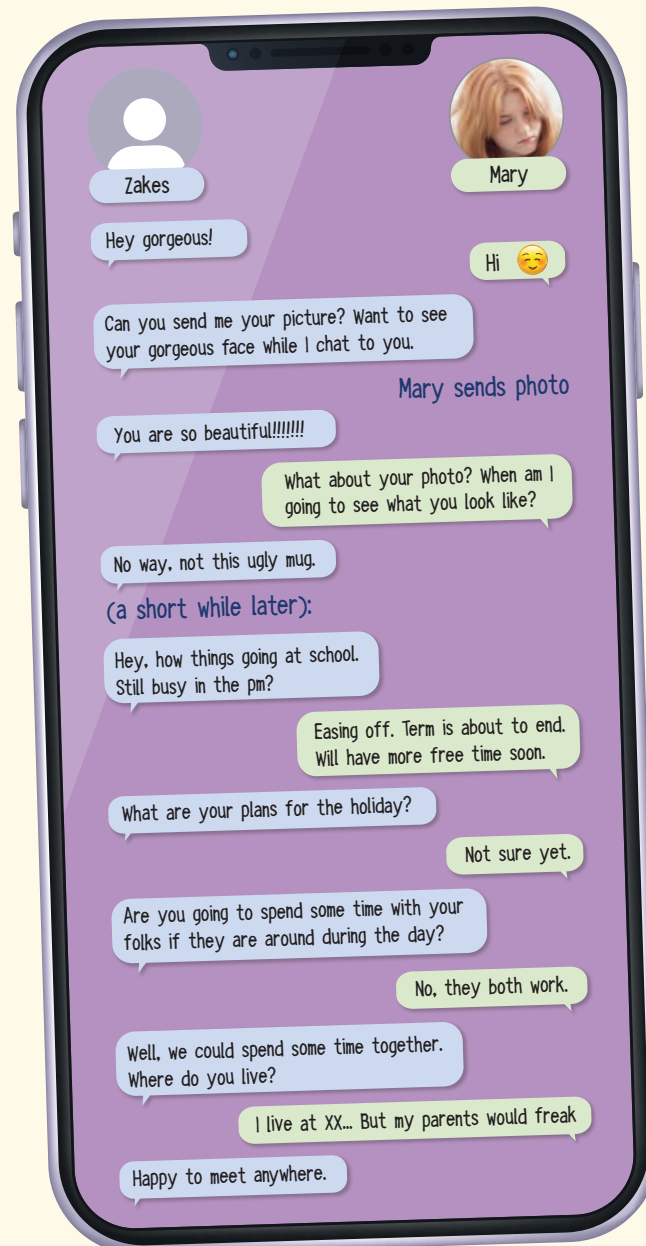 Zakes
Mary
Hey gorgeous!
Hi
Can you send me your picture? Want to see
your gorgeous face while I chat to you.
Mary sends photo
You are so beautiful!!!!!!!
What about your photo? When am I
going to see what you look like?
No way, not this ugly mug.
(a short while later):
Hey, how things going at school.
Still busy in the pm?
Easing off. Term is about to end.
Will have more free time soon.
What are your plans for the holiday?
Not sure yet.
Are you going to spend some time with your
folks if they are around during the day?
No, they both work.
Well, we could spend some time together.
Where do you live?
I live at XX... But my parents would freak
Happy to meet anywhere.